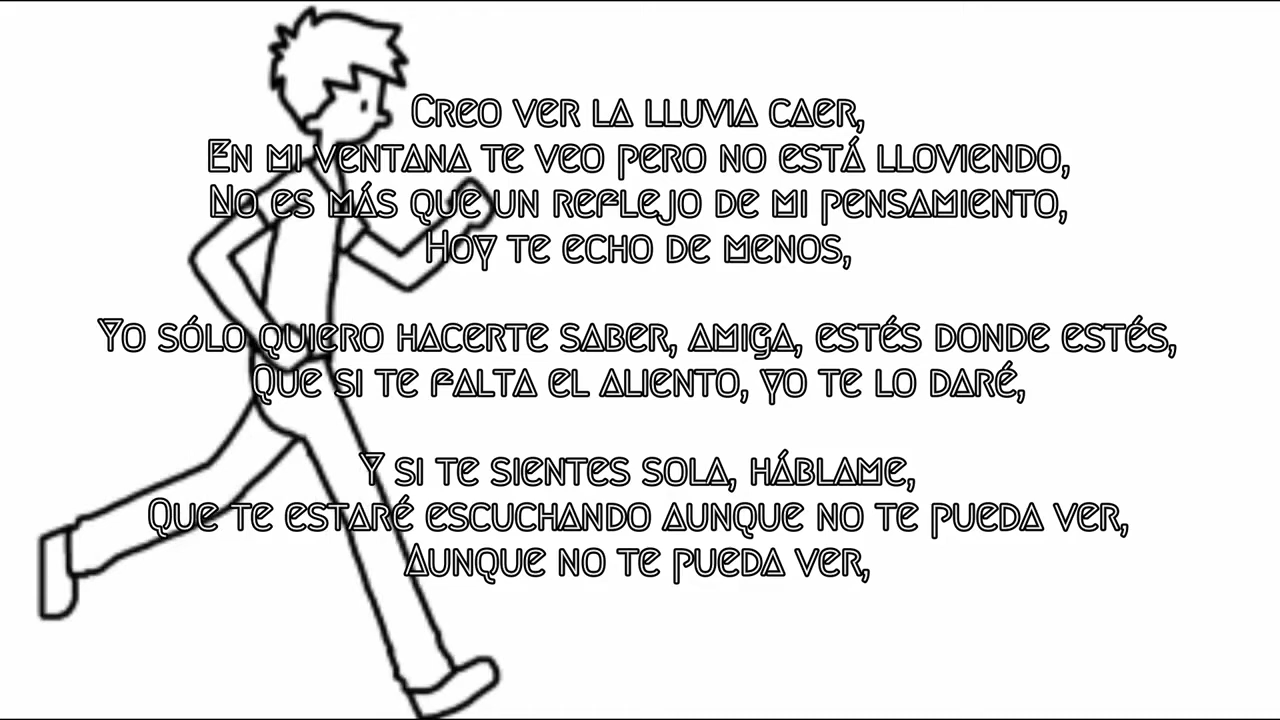 Creo ver la lluvia caer,
En mi ventana te veo pero no está lloviendo,
No es más que un reflejo de mi pensamiento,
Hoy te echo de menos,
Yo sólo quiero hacerte saber, amiga, estés donde estés,
Que si te falta el aliento, yo te lo daré,
Y si te sientes sola, háblame,
Que te estaré escuchando aunque no te pueda ver,
Aunque no te pueda ver,